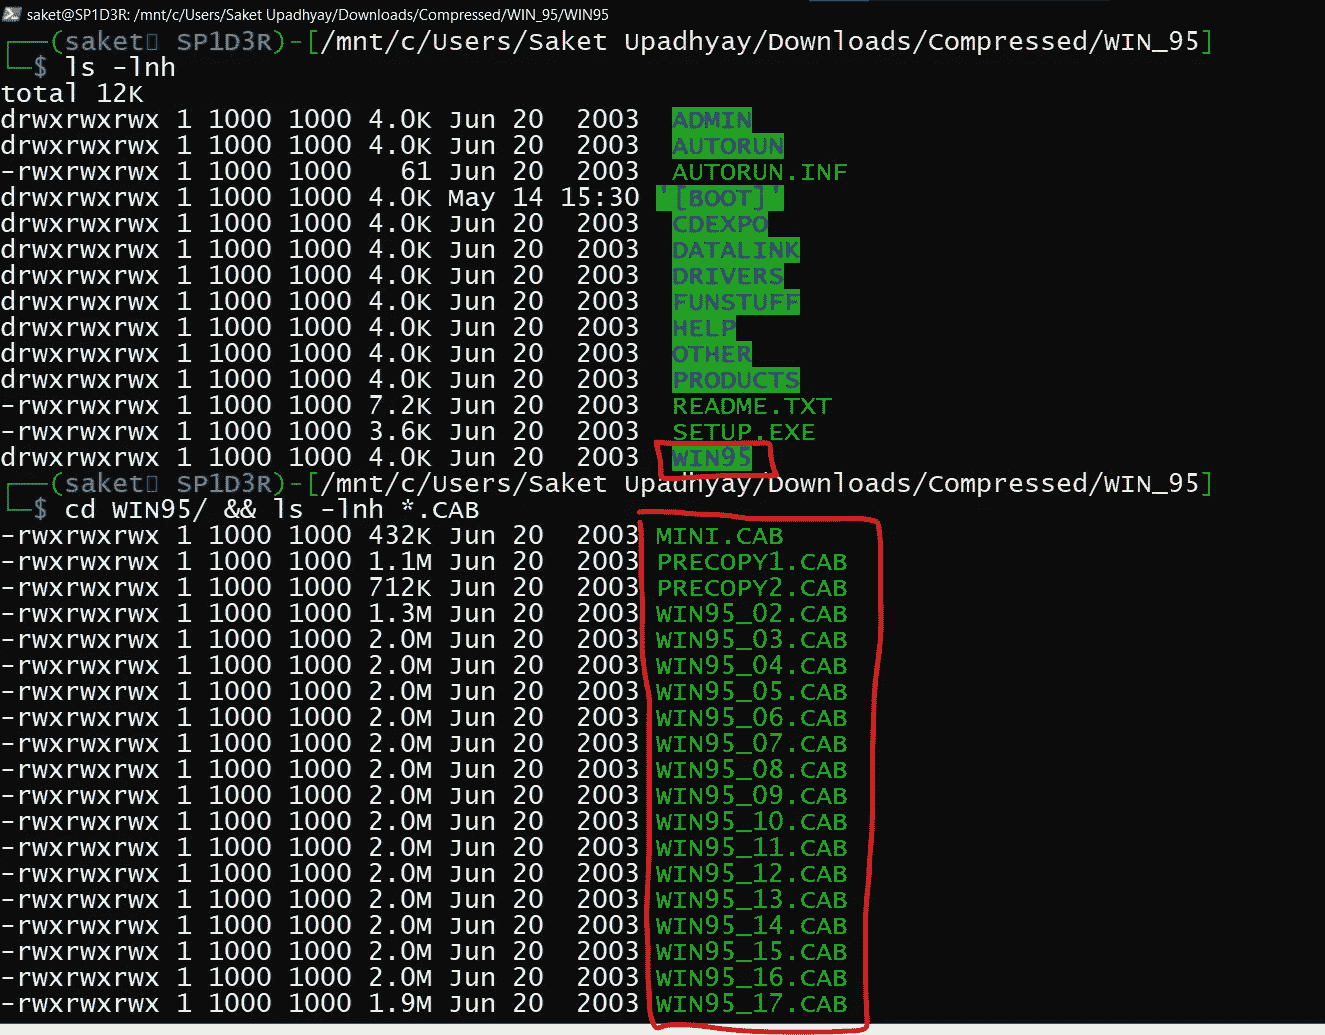 saket@SP1D3R: /mnt/c/Users/Saket Upadhyay/Downloads/Compressed/WIN_95/WIN95
┌──(saket▯ SP1D3R)-[/mnt/c/Users/Saket Upadhyay/Downloads/Compressed/WIN_95]
└─$ ls -lnh
total 12K
drwxrwxrwx 1 1000 1000 4.0K Jun 20  2003  ADMIN
drwxrwxrwx 1 1000 1000 4.0K Jun 20  2003  AUTORUN
-rwxrwxrwx 1 1000 1000   61 Jun 20  2003  AUTORUN.INF
drwxrwxrwx 1 1000 1000 4.0K May 14 15:30 '[BOOT]'
drwxrwxrwx 1 1000 1000 4.0K Jun 20  2003  CDEXPO
drwxrwxrwx 1 1000 1000 4.0K Jun 20  2003  DATALINK
drwxrwxrwx 1 1000 1000 4.0K Jun 20  2003  DRIVERS
drwxrwxrwx 1 1000 1000 4.0K Jun 20  2003  FUNSTUFF
drwxrwxrwx 1 1000 1000 4.0K Jun 20  2003  HELP
drwxrwxrwx 1 1000 1000 4.0K Jun 20  2003  OTHER
drwxrwxrwx 1 1000 1000 4.0K Jun 20  2003  PRODUCTS
-rwxrwxrwx 1 1000 1000 7.2K Jun 20  2003  README.TXT
-rwxrwxrwx 1 1000 1000 3.6K Jun 20  2003  SETUP.EXE
drwxrwxrwx 1 1000 1000 4.0K Jun 20  2003  WIN95
┌──(saket▯ SP1D3R)-[/mnt/c/Users/Saket Upadhyay/Downloads/Compressed/WIN_95]
└─$ cd WIN95/ && ls -lnh *.CAB
-rwxrwxrwx 1 1000 1000 432K Jun 20  2003 MINI.CAB
-rwxrwxrwx 1 1000 1000 1.1M Jun 20  2003 PRECOPY1.CAB
-rwxrwxrwx 1 1000 1000 712K Jun 20  2003 PRECOPY2.CAB
-rwxrwxrwx 1 1000 1000 1.3M Jun 20  2003 WIN95_02.CAB
-rwxrwxrwx 1 1000 1000 2.0M Jun 20  2003 WIN95_03.CAB
-rwxrwxrwx 1 1000 1000 2.0M Jun 20  2003 WIN95_04.CAB
-rwxrwxrwx 1 1000 1000 2.0M Jun 20  2003 WIN95_05.CAB
-rwxrwxrwx 1 1000 1000 2.0M Jun 20  2003 WIN95_06.CAB
-rwxrwxrwx 1 1000 1000 2.0M Jun 20  2003 WIN95_07.CAB
-rwxrwxrwx 1 1000 1000 2.0M Jun 20  2003 WIN95_08.CAB
-rwxrwxrwx 1 1000 1000 2.0M Jun 20  2003 WIN95_09.CAB
-rwxrwxrwx 1 1000 1000 2.0M Jun 20  2003 WIN95_10.CAB
-rwxrwxrwx 1 1000 1000 2.0M Jun 20  2003 WIN95_11.CAB
-rwxrwxrwx 1 1000 1000 2.0M Jun 20  2003 WIN95_12.CAB
-rwxrwxrwx 1 1000 1000 2.0M Jun 20  2003 WIN95_13.CAB
-rwxrwxrwx 1 1000 1000 2.0M Jun 20  2003 WIN95_14.CAB
-rwxrwxrwx 1 1000 1000 2.0M Jun 20  2003 WIN95_15.CAB
-rwxrwxrwx 1 1000 1000 2.0M Jun 20  2003 WIN95_16.CAB
-rwxrwxrwx 1 1000 1000 1.9M Jun 20  2003 WIN95_17.CAB